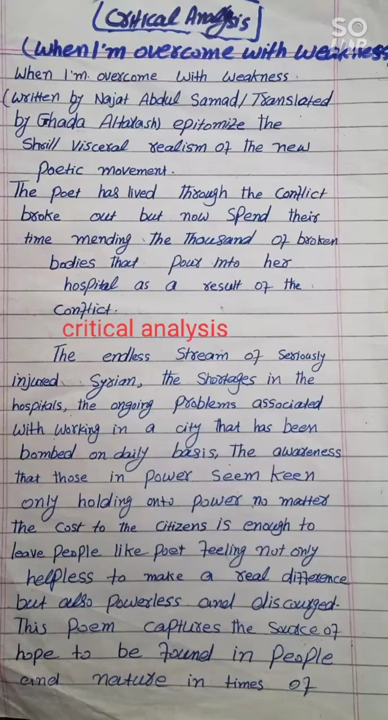 Critical Analysis
SO
(When I'm overcome with weakness
When I'm overcome with weakness.
(written by Najat Abdul Samad/Translated
by Ghada Alatrash) epitomize the
Shrill visceral realism of the new
Poetic movement.
The Poet has lived through the Conflict
broke out but now spend their
time mending the Thousand of broken
bodies that pour into her
hospital as a result of the
Conflict.
critical analysis
The endless Stream of seriously
injured Syrian, the Shortages in the
hospitals, the ongoing Problems associated
with working in a city that has been
bombed on daily basis, The awareness
that those in power seem keen
only holding onto power no matter
the cost to the citizens is enough to
leave people like Poet feeling not only
helpless to make a real difference
but also powerless and discourged.
This Poem captures the Source of
hope to be found in People
and nature in times of